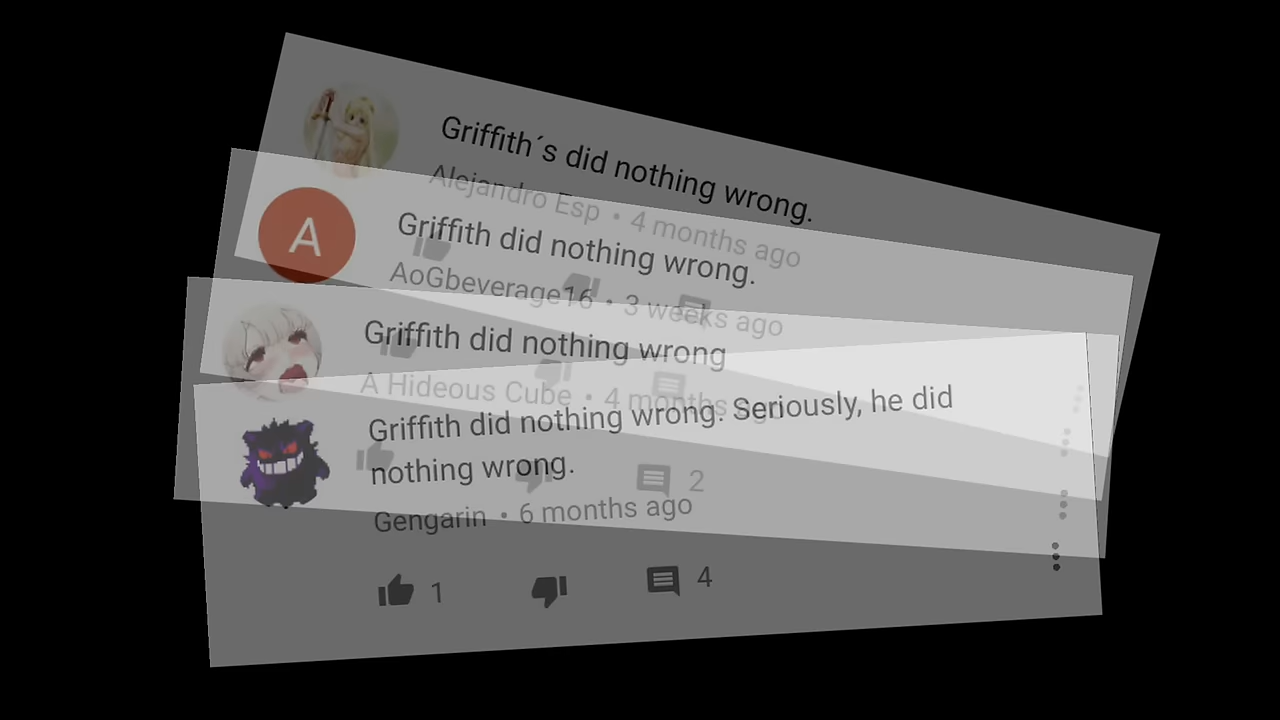 Griffith´s did nothing wrong.
Alejandro Esp • 4 months ago
A
Griffith did nothing wrong.
AoGbeverage16 • 3 weeks ago
Griffith did nothing wrong
A Hideous Cube • 4 months
2
Griffith did nothing wrong. Seriously, he did
nothing wrong.
Gengarin • 6 months ago
1 4